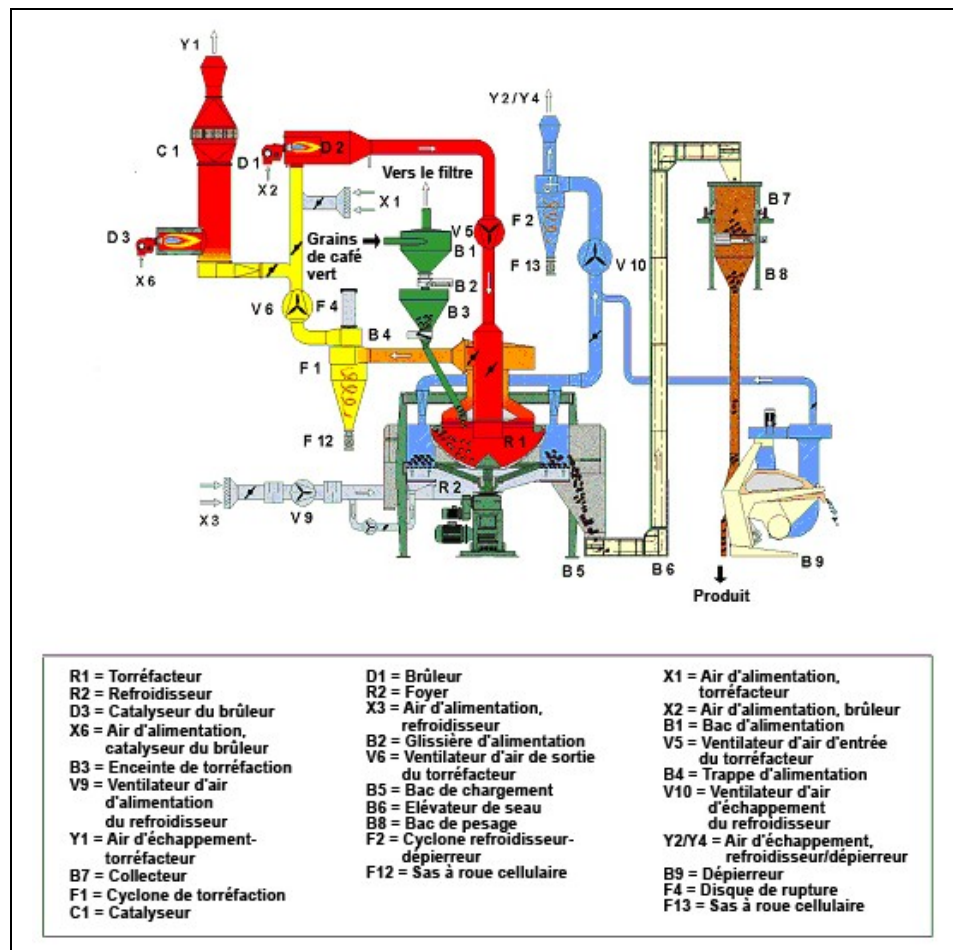 Y 1
C 1
D 1
D 2
X 2
Y 2 / Y 4
Vers le filtre
X 1
F 2
B 7
D 3
V 5
Grains
de café
vert
B 1
F 13
V 10
B 8
X 6
B 2
V 6
F 4
B 3
B 4
F 1
F 12
R 1
R 2
X 3
V 9
B 5
B 6
B 9
Produit
R1 = Torréfacteur
R2 = Refroidisseur
D3 = Catalyseur du brûleur
X6 = Air d'alimentation,
catalyseur du brûleur
B3 = Enceinte de torréfaction
V9 = Ventilateur d'air
d'alimentation
du refroidisseur
Y1 = Air d'échappement-
torréfacteur
B7 = Collecteur
F1 = Cyclone de torréfaction
C1 = Catalyseur
D1 = Brûleur
R2 = Foyer
X3 = Air d'alimentation,
refroidisseur
B2 = Glissière d'alimentation
V6 = Ventilateur d'air de sortie
du torréfacteur
B5 = Bac de chargement
B6 = Elévateur de seau
B8 = Bac de pesage
F2 = Cyclone refroidisseur-
dépierreur
F12 = Sas à roue cellulaire
X1 = Air d'alimentation,
torréfacteur
X2 = Air d'alimentation, brûleur
B1 = Bac d'alimentation
V5 = Ventilateur d'air d'entrée
du torréfacteur
B4 = Trappe d'alimentation
V10 = Ventilateur d'air
d'échappement
du refroidisseur
Y2/Y4 = Air d'échappement,
refroidisseur/dépierreur
B9 = Dépierreur
F4 = Disque de rupture
F13 = Sas à roue cellulaire